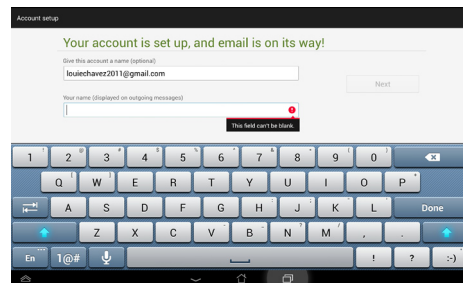 Account setup
Your account is set up, and email is on its way!
Give this account a name (optional)
louiechavez2011@gmail.com
Next
Your name (displayed on outgoing messages)
This field can't be blank.
1 2 3 4 5 6 7 8 9 0
Q W E R T Y U I O P
A S D F G H J K L Done
Z X C V B N M , .
En 1@# ! ? :-)